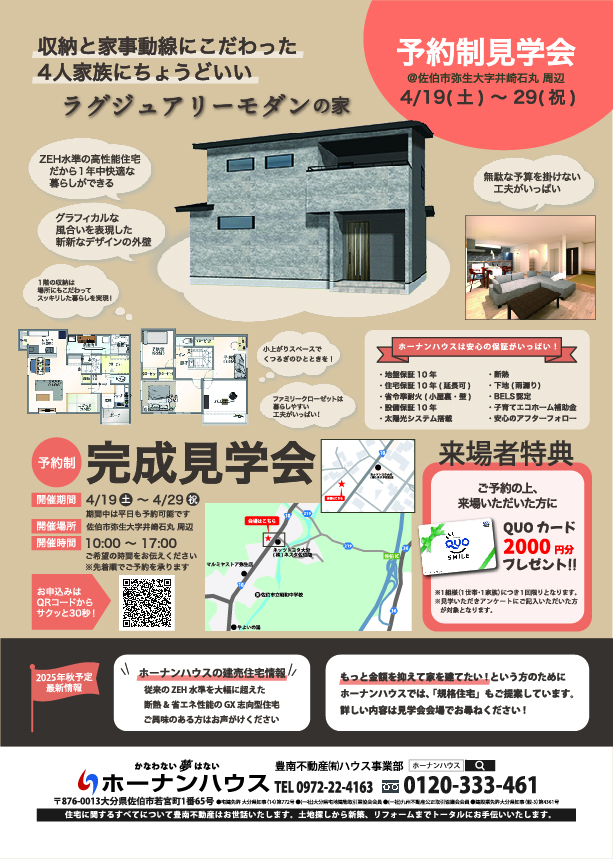 収納と家事動線にこだわった
4人家族にちょうどいい
ラグジュアリーモダンの家
予約制見学会
@佐伯市弥生大字井崎石丸 周辺
4/19(土)～29(祝)
ZEH水準の高性能住宅
だから1年中快適な
暮らしができる
グラフィカルな
風合いを表現した
斬新なデザインの外壁
1階の収納は
場所にもこだわって
スッキリした暮らしを実現！
無駄な予算を掛けない
工夫がいっぱい
小上がりスペースで
くつろぎのひとときを！
ファミリークローゼットは
暮らしやすい
工夫がいっぱい！
ホーナンハウスは安心の保証がいっぱい！
・地盤保証10年
・住宅保証10年(延長可)
・省令準耐火(小屋裏・壁)
・設備保証10年
・太陽光システム搭載
・断熱
・下地(雨漏り)
・BELS認定
・子育てエコホーム補助金
・安心のアフターフォロー
予約制
完成見学会
開催期間
4/19土～4/29祝
期間中は平日も予約可能です
開催場所
佐伯市弥生大字井崎石丸 周辺
開催時間
10:00～17:00
ご希望の時間をお伝えください
※先着順でご予約を承ります
お申込みは
QRコードから
サクッと30秒！
会場はこちら
マルミヤストア弥生店
ネッツトヨタ大分
(株)ネスタ佐伯店
佐伯市立昭和中学校
やよいの湯
来場者特典
ご予約の上、
来場いただいた方に
QUO
SMILE
QUOカード
2000円分
プレゼント!!
※1組様(1世帯・1家族)につき1回限りとなります。
※見学いただきアンケートにご記入いただいた方
が対象となります。
2025年秋予定
最新情報
ホーナンハウスの建売住宅情報
従来のZEH水準を大幅に超えた
断熱&省エネ性能のGX志向型住宅
ご興味のある方はお声がけください
もっと金額を抑えて家を建てたい！という方のために
ホーナンハウスでは、「規格住宅」もご提案しています。
詳しい内容は見学会会場でお尋ねください！
かなわない夢はない
ホーナンハウス
豊南不動産㈲ハウス事業部
ホーナンハウス
TEL 0972-22-4163
0120-333-461
〒876-0013大分県佐伯市若宮町1番65号
住宅に関するすべてについて豊南不動産はお世話いたします。土地探しから新築、リフォームまでトータルにお手伝いいたします。